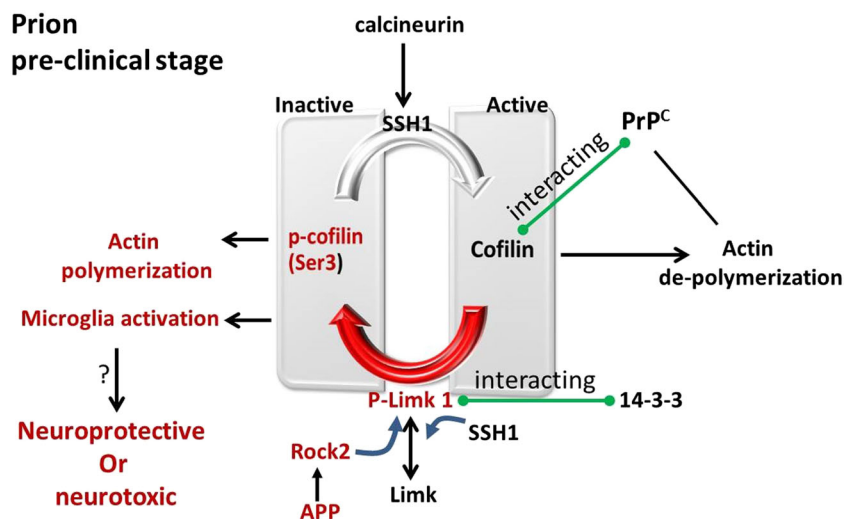 Prion
pre-clinical stage
calcineurin
Inactive
Active
SSH1
PrPᶜ
interacting
p-cofilin
(Ser3)
Cofilin
Actin
polymerization
Actin
de-polymerization
Microglia activation
?
Neuroprotective
Or
neurotoxic
P-Limk 1
interacting
14-3-3
SSH1
Rock2
Limk
APP